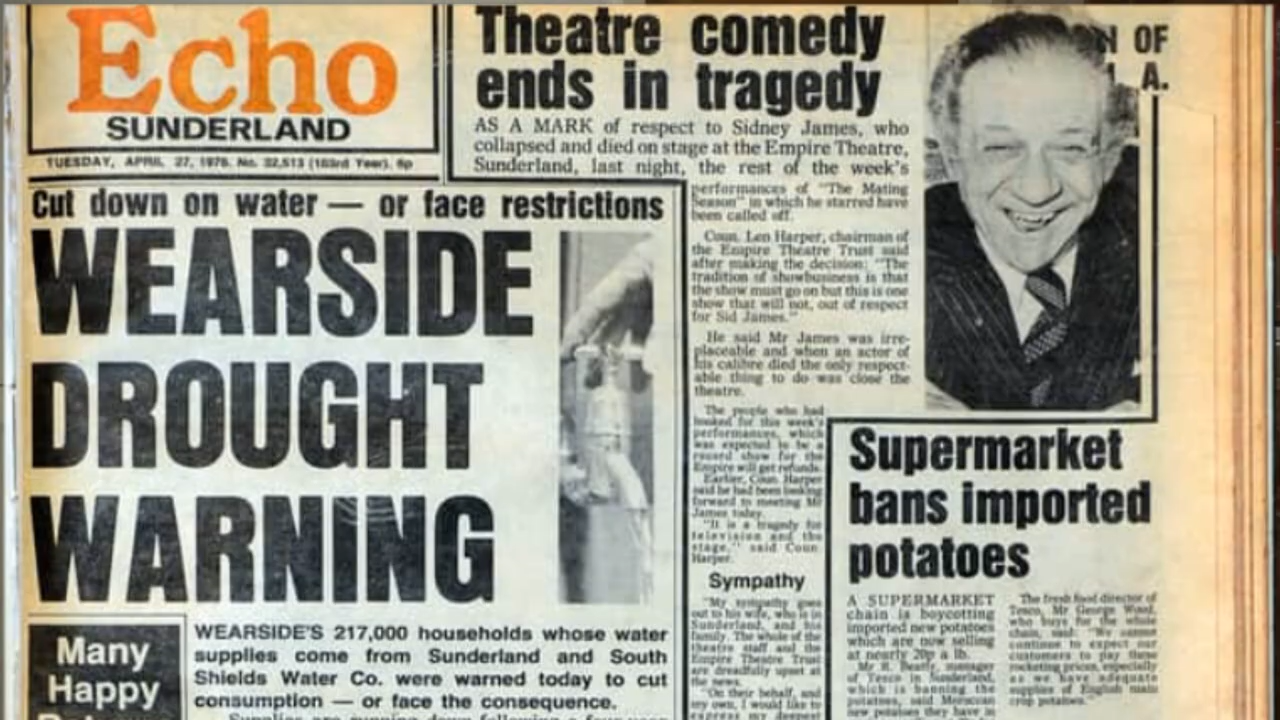 Echo
SUNDERLAND
TUESDAY, APRIL 27, 1976. No. 32,513 (103rd Year). 6p
Theatre comedy
ends in tragedy
AS A MARK of respect to Sidney James, who
collapsed and died on stage at the Empire Theatre,
Sunderland, last night, the rest of the week's
performances of "The Mating
Season" in which he starred have
been called off.
Coun. Len Harper, chairman of
the Empire Theatre Trust said
after making the decision: "The
tradition of showbusiness is that
the show must go on but this is one
show that will not, out of respect
for Sid James."
He said Mr James was irre-
placeable and when an actor of
his calibre died the only respect-
able thing to do was close the
theatre.
The people who had
booked for this week's
performances, which
was expected to be a
record show for the
Empire will get refunds.
Earlier, Coun. Harper
said he had been looking
forward to meeting Mr
James today.
"It is a tragedy for
television and the
stage," said Coun.
Harper.
Sympathy
"My sympathy goes
out to his wife, who is in
Sunderland, and his
family. The whole of the
theatre staff and the
Empire Theatre Trust
are dreadfully upset at
the news.
"On their behalf, and
my own, I would like to
express my deepest
OF
A.
Cut down on water — or face restrictions
WEARSIDE
DROUGHT
WARNING
Many
Happy
WEARSIDE'S 217,000 households whose water
supplies come from Sunderland and South
Shields Water Co. were warned today to cut
consumption — or face the consequence.
Supplies are running down following a four-year
Supermarket
bans imported
potatoes
A SUPERMARKET
chain is boycotting
imported new potatoes
which are now selling
at nearly 20p a lb.
Mr R. Beatty, manager
of Tesco in Sunderland,
which is banning the
potatoes, said Moroccan
new potatoes they have in
The fresh food director of
Tesco, Mr George Wood,
who buys for the whole
chain, said: "We cannot
continue to expect our
customers to pay these
rocketing prices, especially
as we have adequate
supplies of English main
crop potatoes."